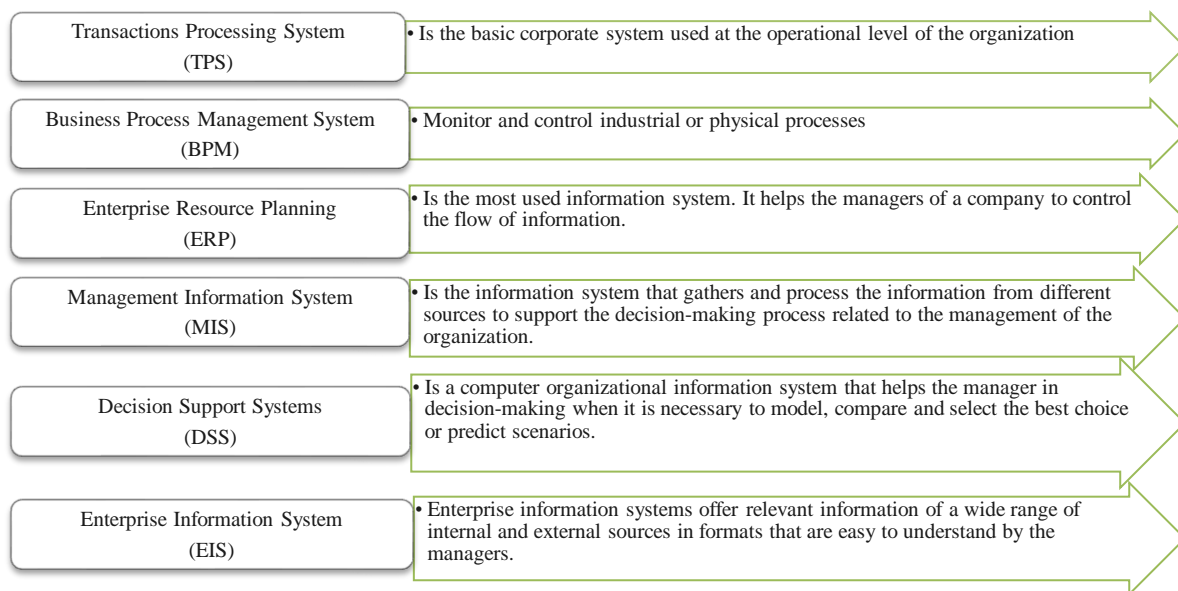 Transactions Processing System
(TPS)
• Is the basic corporate system used at the operational level of the organization
Business Process Management System
(BPM)
• Monitor and control industrial or physical processes
Enterprise Resource Planning
(ERP)
• Is the most used information system. It helps the managers of a company to control
the flow of information.
Management Information System
(MIS)
• Is the information system that gathers and process the information from different
sources to support the decision-making process related to the management of the
organization.
Decision Support Systems
(DSS)
• Is a computer organizational information system that helps the manager in
decision-making when it is necessary to model, compare and select the best choice
or predict scenarios.
Enterprise Information System
(EIS)
• Enterprise information systems offer relevant information of a wide range of
internal and external sources in formats that are easy to understand by the
managers.